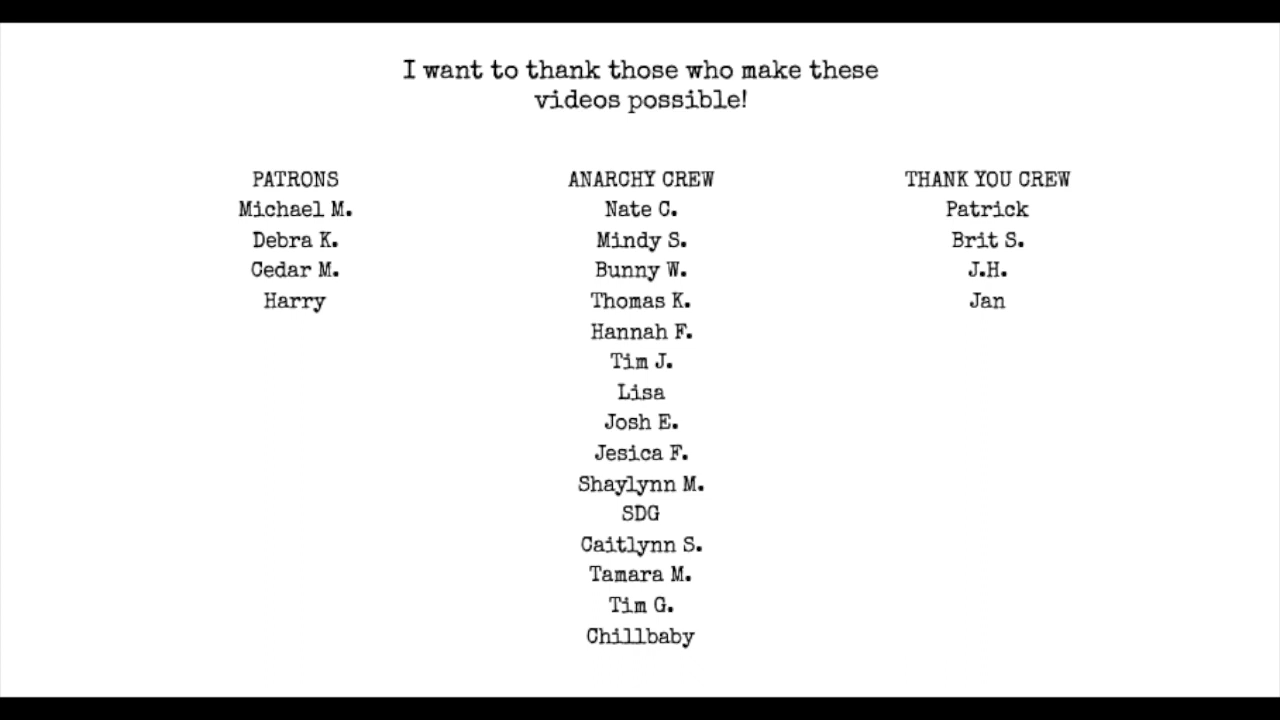 I want to thank those who make these
videos possible!
PATRONS
Michael M.
Debra K.
Cedar M.
Harry
ANARCHY CREW
Nate C.
Mindy S.
Bunny W.
Thomas K.
Hannah F.
Tim J.
Lisa
Josh E.
Jesica F.
Shaylynn M.
SDG
Caitlynn S.
Tamara M.
Tim G.
Chillbaby
THANK YOU CREW
Patrick
Brit S.
J.H.
Jan